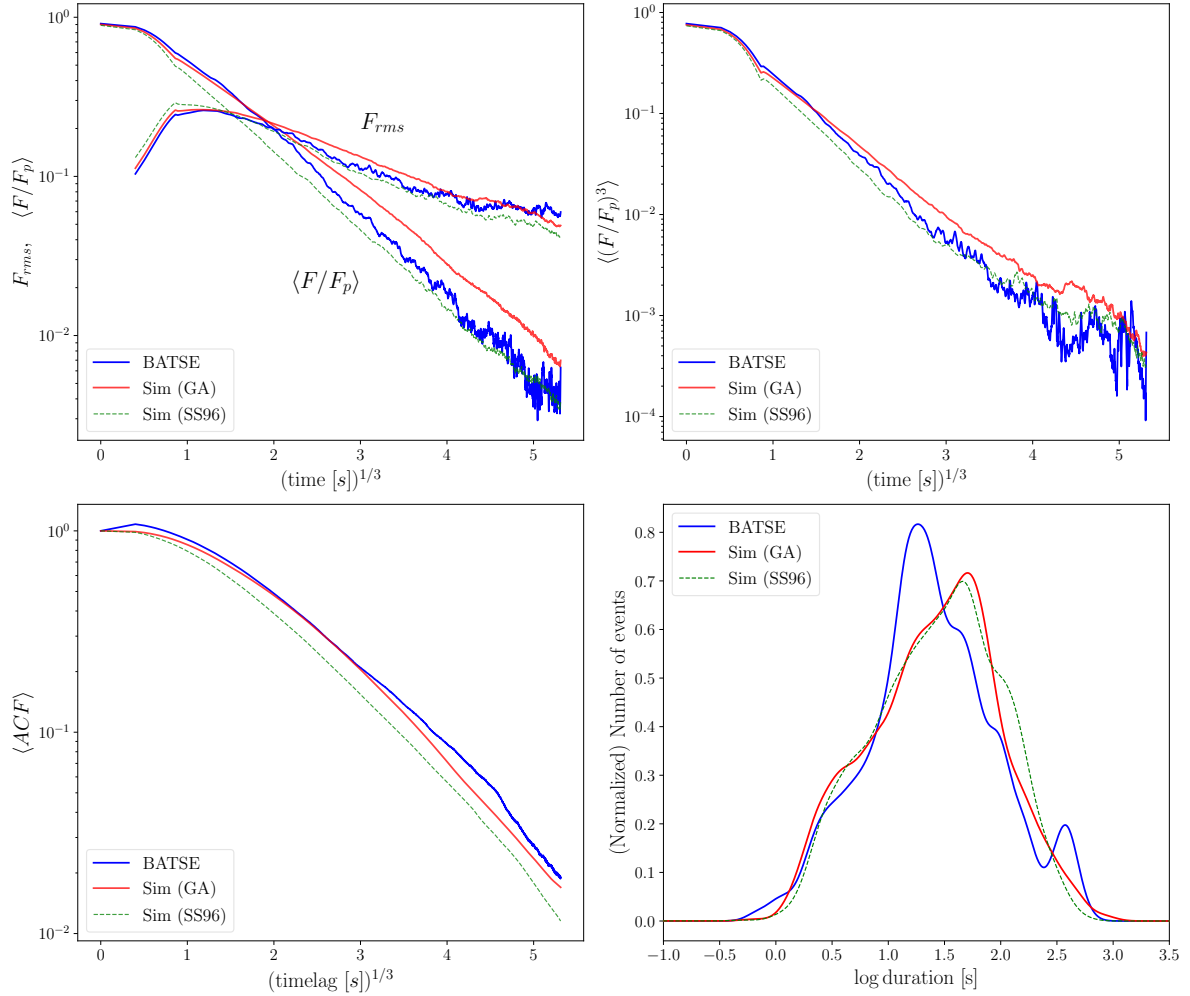 10⁰
10⁻¹
10⁻²
F_rms, ⟨F/F_p⟩
F_rms
⟨F/F_p⟩
BATSE
Sim (GA)
Sim (SS96)
0 1 2 3 4 5
(time [s])^{1/3}
10⁰
10⁻¹
10⁻²
10⁻³
10⁻⁴
⟨(F/F_p)³⟩
BATSE
Sim (GA)
Sim (SS96)
0 1 2 3 4 5
(time [s])^{1/3}
10⁰
10⁻¹
10⁻²
⟨ACF⟩
BATSE
Sim (GA)
Sim (SS96)
0 1 2 3 4 5
(timelag [s])^{1/3}
BATSE
Sim (GA)
Sim (SS96)
0.8
0.7
0.6
0.5
0.4
0.3
0.2
0.1
0.0
(Normalized) Number of events
−1.0 −0.5 0.0 0.5 1.0 1.5 2.0 2.5 3.0 3.5
log duration [s]